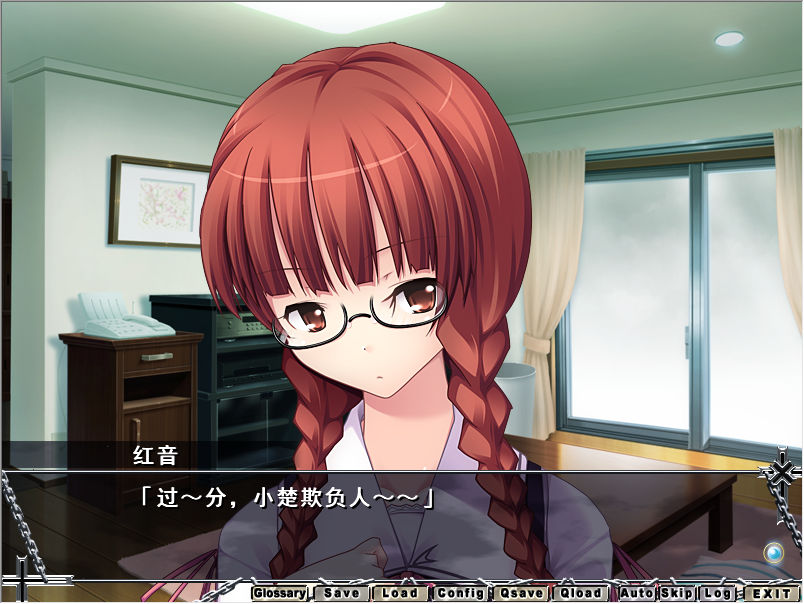 红音
「过～分，小楚欺负人～～」
Glossary Save Load Config Qsave Qload Auto Skip Log EXIT